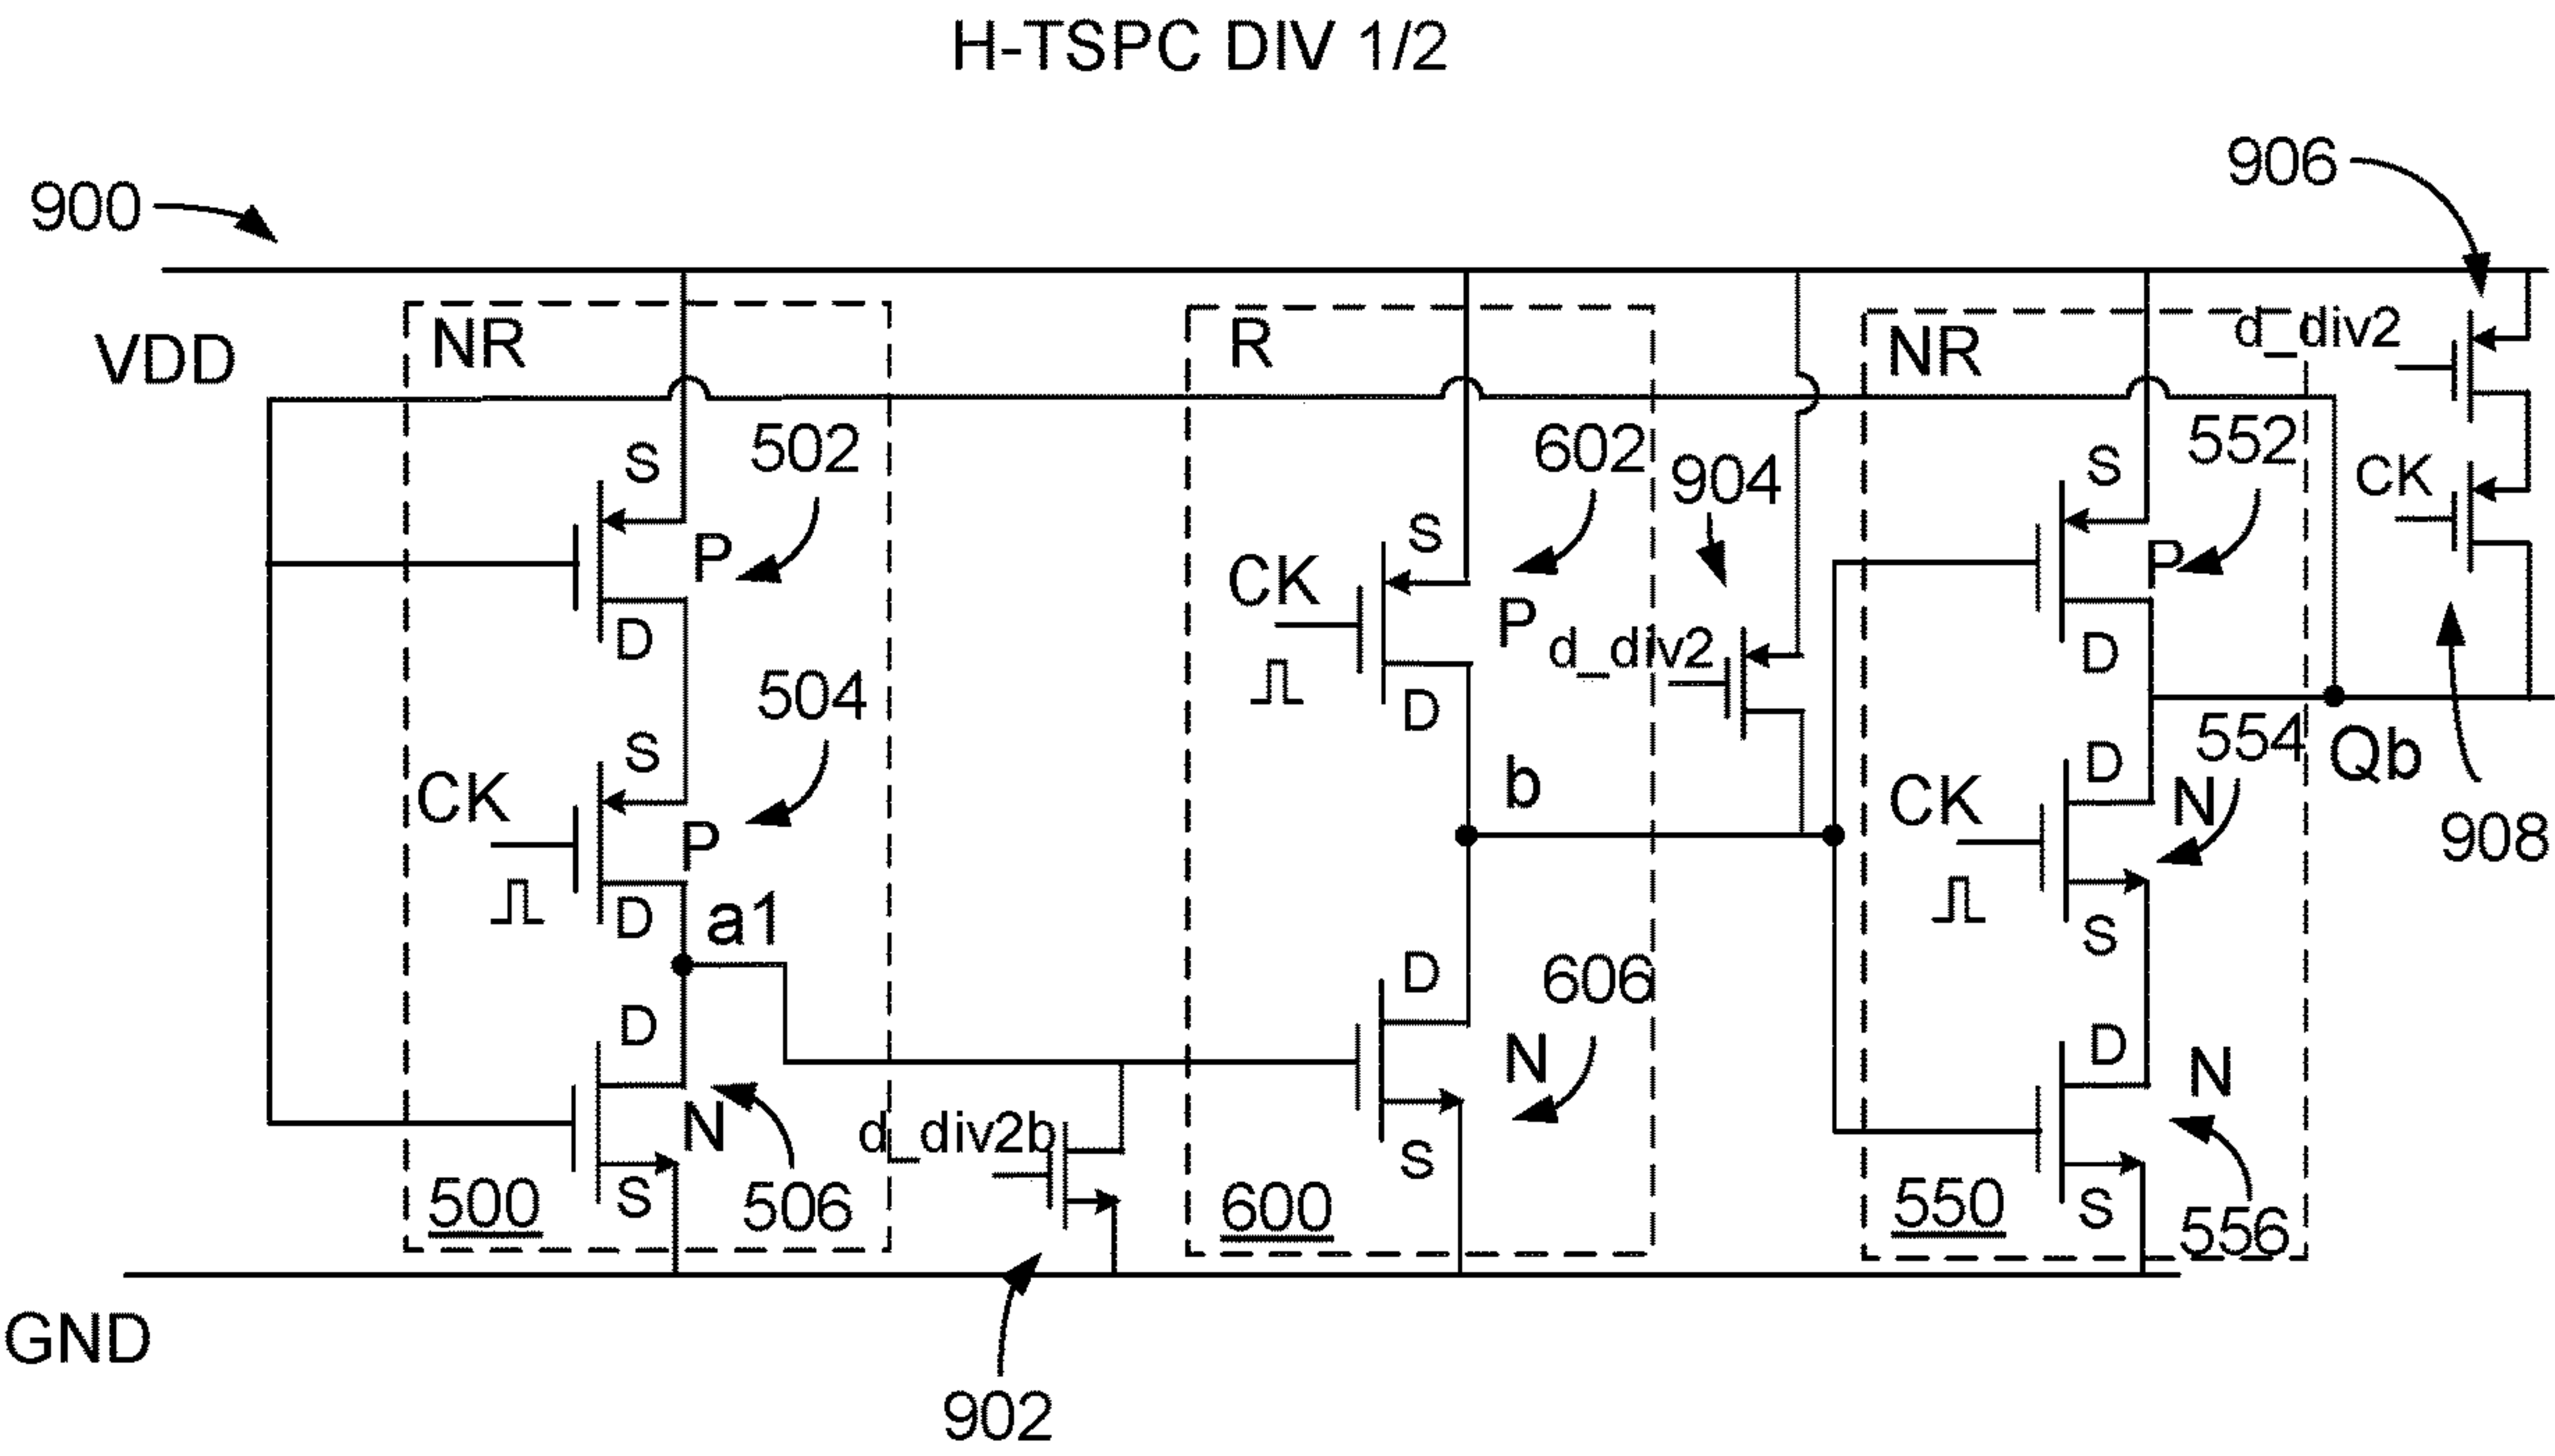 H-TSPC DIV 1/2
906
900
NR
R
NR
d_div2
VDD
502
602
904
552
CK
S
S
S
P
CK
P
P
d_div2
D
D
D
504
554
Qb
S
D
CK
CK
N
908
P
b
a1
D
S
D
D
606
D
N
N
N
d_div2b
S
S
S
500
506
600
550
556
GND
902